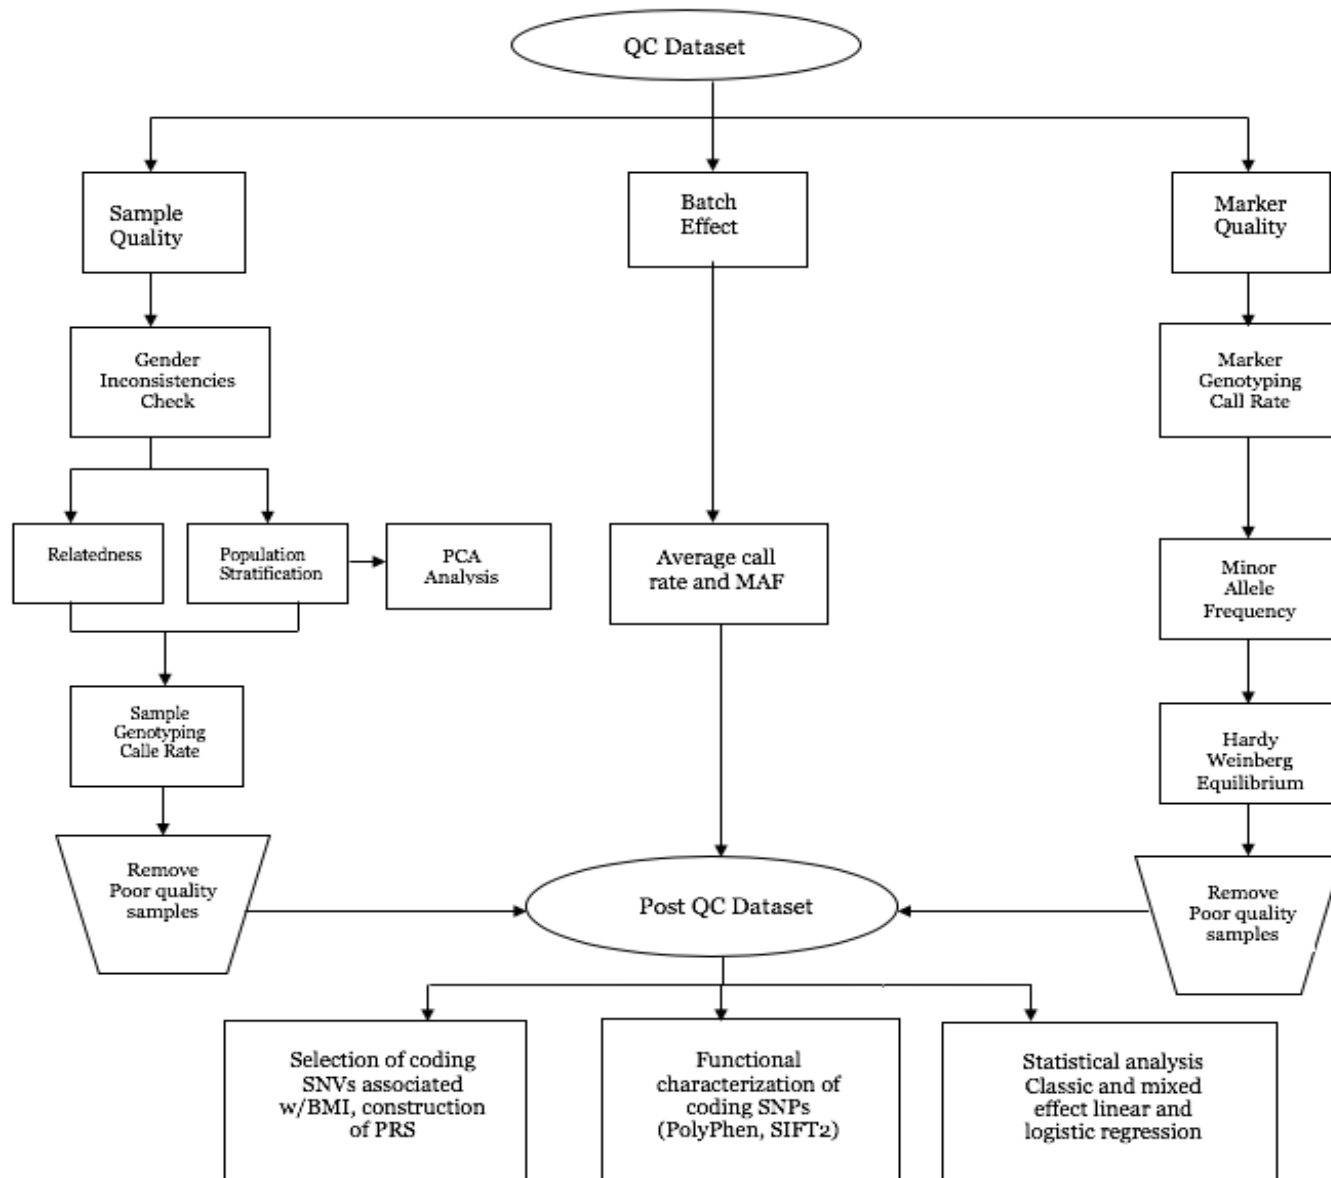 QC Dataset
Sample
Quality
Batch
Effect
Marker
Quality
Gender
Inconsistencies
Check
Marker
Genotyping
Call Rate
Relatedness
Population
Stratification
PCA
Analysis
Average call
rate and MAF
Minor
Allele
Frequency
Sample
Genotyping
Calle Rate
Hardy
Weinberg
Equilibrium
Remove
Poor quality
samples
Post QC Dataset
Remove
Poor quality
samples
Selection of coding
SNVs associated
w/BMI, construction
of PRS
Functional
characterization of
coding SNPs
(PolyPhen, SIFT2)
Statistical analysis
Classic and mixed
effect linear and
logistic regression